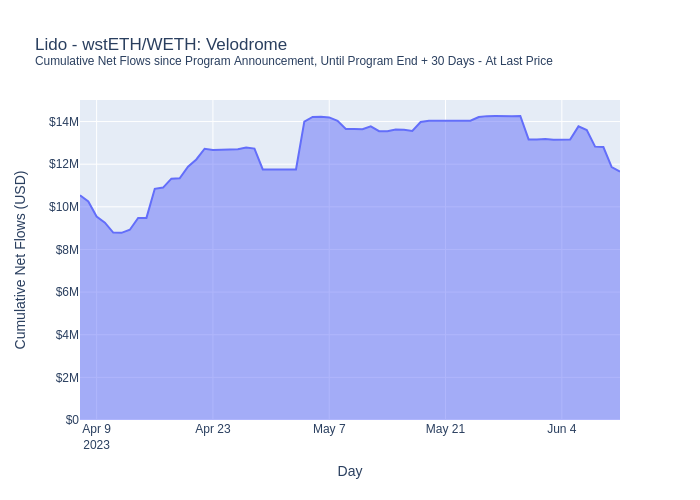 Lido - wstETH/WETH: Velodrome
Cumulative Net Flows since Program Announcement, Until Program End + 30 Days - At Last Price
Cumulative Net Flows (USD)
$14M
$12M
$10M
$8M
$6M
$4M
$2M
$0
Apr 9
2023
Apr 23
May 7
May 21
Jun 4
Day